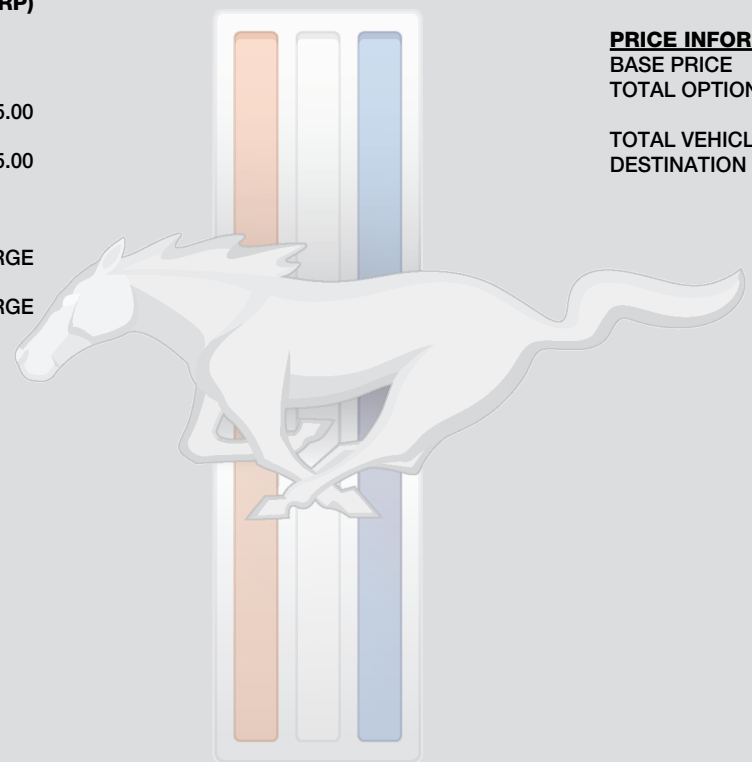 RP)
5.00
5.00
RGE
RGE
PRICE INFOR
BASE PRICE
TOTAL OPTION
TOTAL VEHICL
DESTINATION